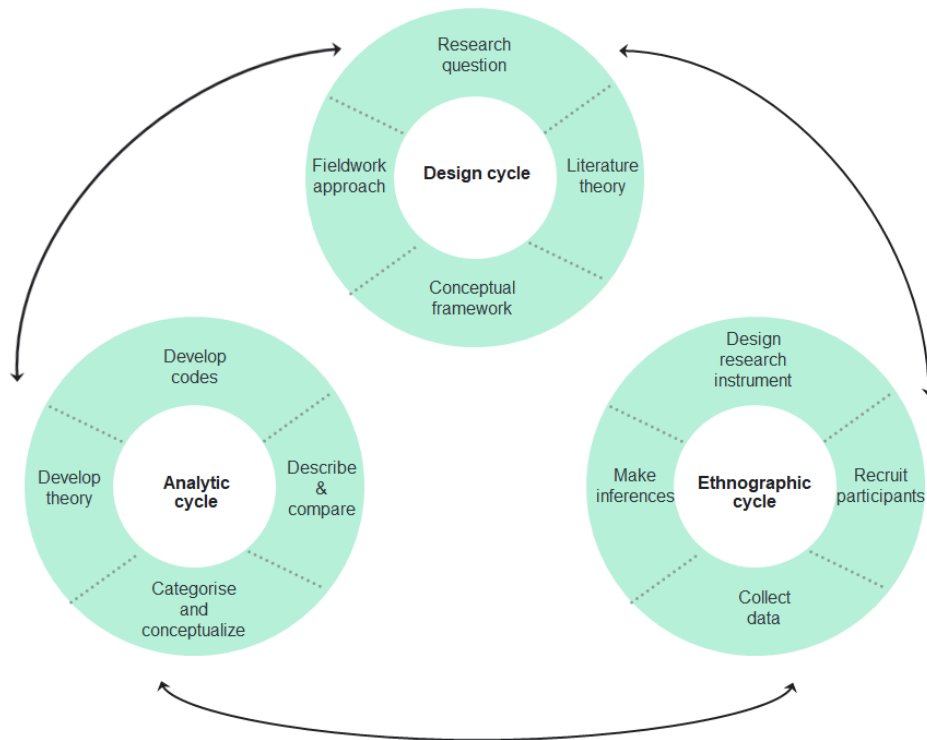 Research
question
Fieldwork
approach
Design cycle
Literature
theory
Conceptual
framework
Develop
codes
Develop
theory
Analytic
cycle
Describe
&
compare
Categorise
and
conceptualize
Design
research
instrument
Make
inferences
Ethnographic
cycle
Recruit
participants
Collect
data